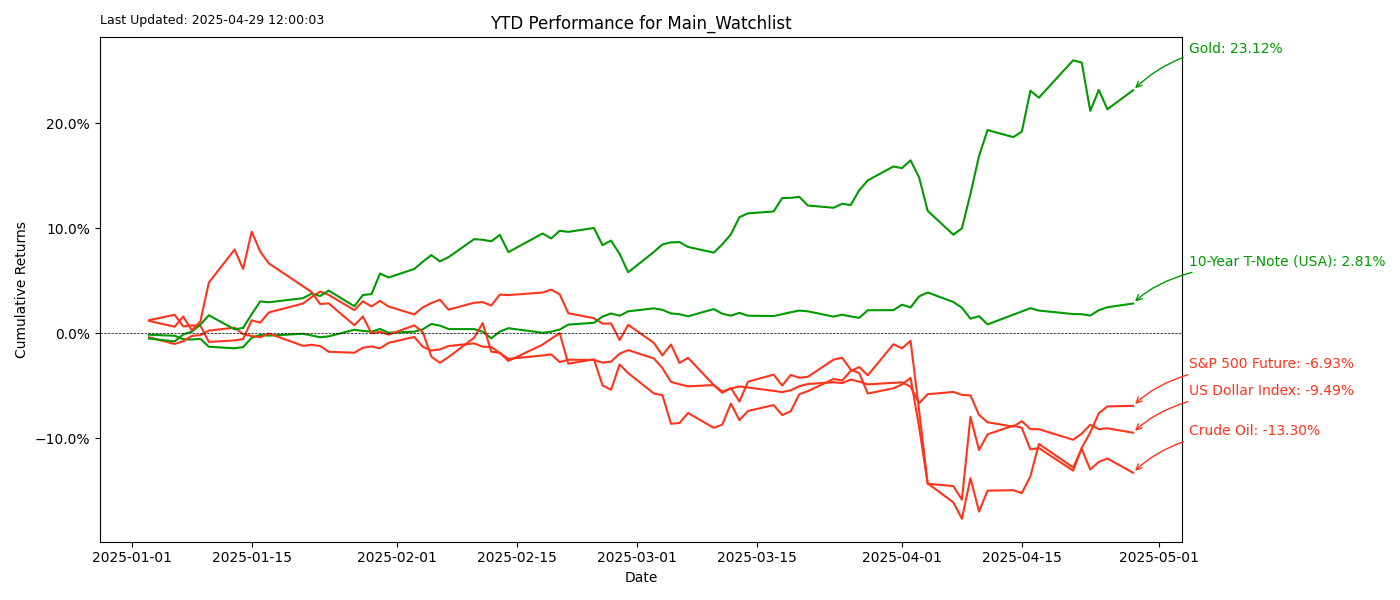 Last Updated: 2025-04-29 12:00:03
YTD Performance for Main_Watchlist
Gold: 23.12%
20.0%
10.0%
10-Year T-Note (USA): 2.81%
0.0%
S&P 500 Future: -6.93%
US Dollar Index: -9.49%
Crude Oil: -13.30%
−10.0%
Cumulative Returns
2025-01-01 2025-01-15 2025-02-01 2025-02-15 2025-03-01 2025-03-15 2025-04-01 2025-04-15 2025-05-01
Date